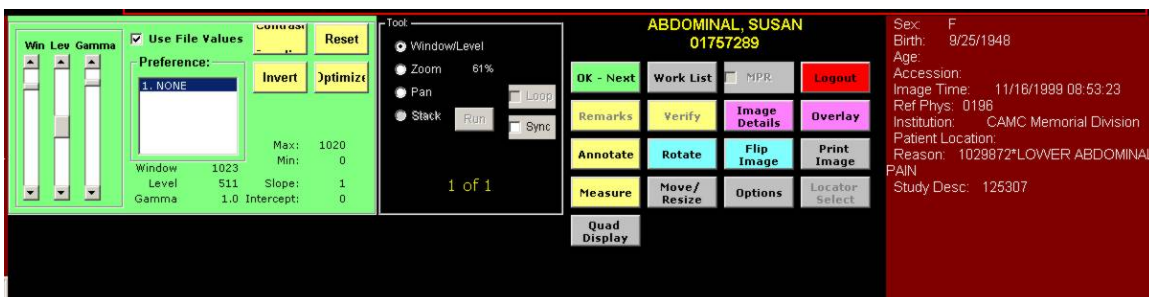 Win Lev Gamma
Use File Values
Reset
Preference:
1. NONE
Invert
Optimize
Max: 1020
Min: 0
Window 1023
Level 511 Slope: 1
Gamma 1.0 Intercept: 0
Tool:
Window/Level
Zoom 61%
Pan
Stack
Run
Loop
Sync
1 of 1
ABDOMINAL, SUSAN
01757289
OK - Next
Work List
MPR
Logout
Remarks
Verify
Image
Details
Overlay
Annotate
Rotate
Flip
Image
Print
Image
Measure
Move/
Resize
Options
Locator
Select
Quad
Display
Sex: F
Birth: 9/25/1948
Age:
Accession:
Image Time: 11/16/1999 08:53:23
Ref Phys: 0196
Institution: CAMC Memorial Division
Patient Location:
Reason: 1029872*LOWER ABDOMINAL
PAIN
Study Desc: 125307